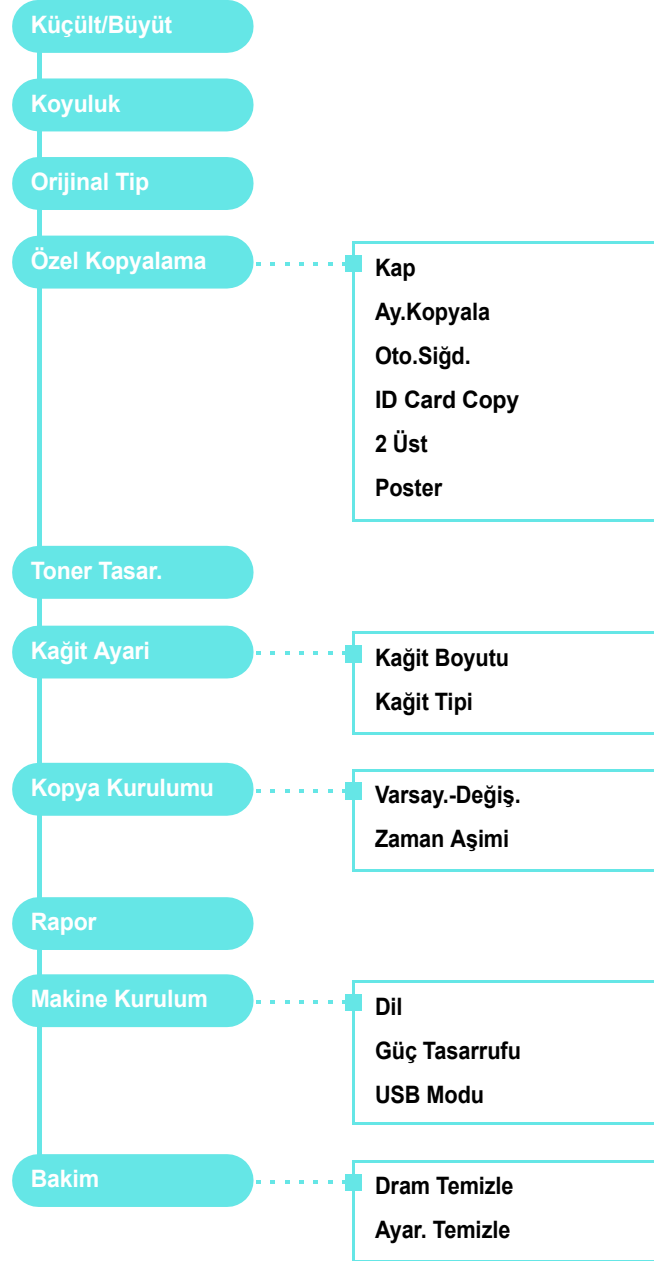 Küçült/Büyüt
Koyuluk
Orijinal Tip
Özel Kopyalama
Kap
Ay.Kopyala
Oto.Siğd.
ID Card Copy
2 Üst
Poster
Toner Tasar.
Kağit Ayari
Kağit Boyutu
Kağit Tipi
Kopya Kurulumu
Varsay.-Değiş.
Zaman Aşimi
Rapor
Makine Kurulum
Dil
Güç Tasarrufu
USB Modu
Bakim
Dram Temizle
Ayar. Temizle